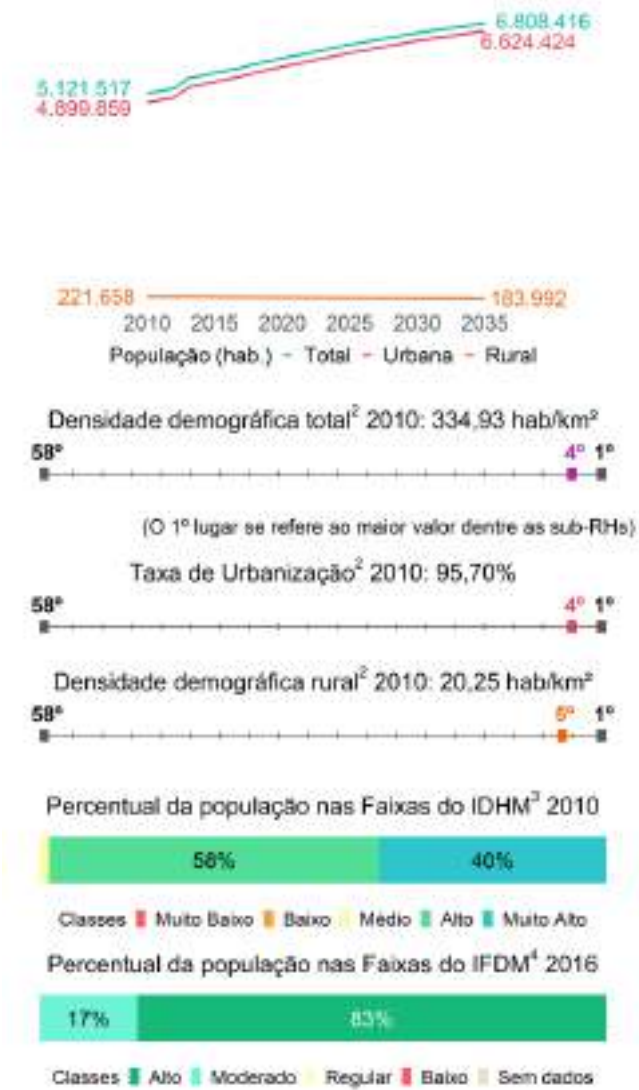 6.808.416
6.624.424
5.121.517
4.899.859
221.658
183.992
2010 2015 2020 2025 2030 2035
População (hab.) - Total - Urbana - Rural
Densidade demográfica total² 2010: 334,93 hab/km²
58º 4º 1º
(O 1º lugar se refere ao maior valor dentre as sub-RHs)
Taxa de Urbanização² 2010: 95,70%
58º 4º 1º
Densidade demográfica rural² 2010: 20,25 hab/km²
58º 5º 1º
Percentual da população nas Faixas do IDHM³ 2010
58% 40%
Classes Muito Baixo Baixo Médio Alto Muito Alto
Percentual da população nas Faixas do IFDM⁴ 2016
17% 83%
Classes Alto Moderado Regular Baixo Sem dados